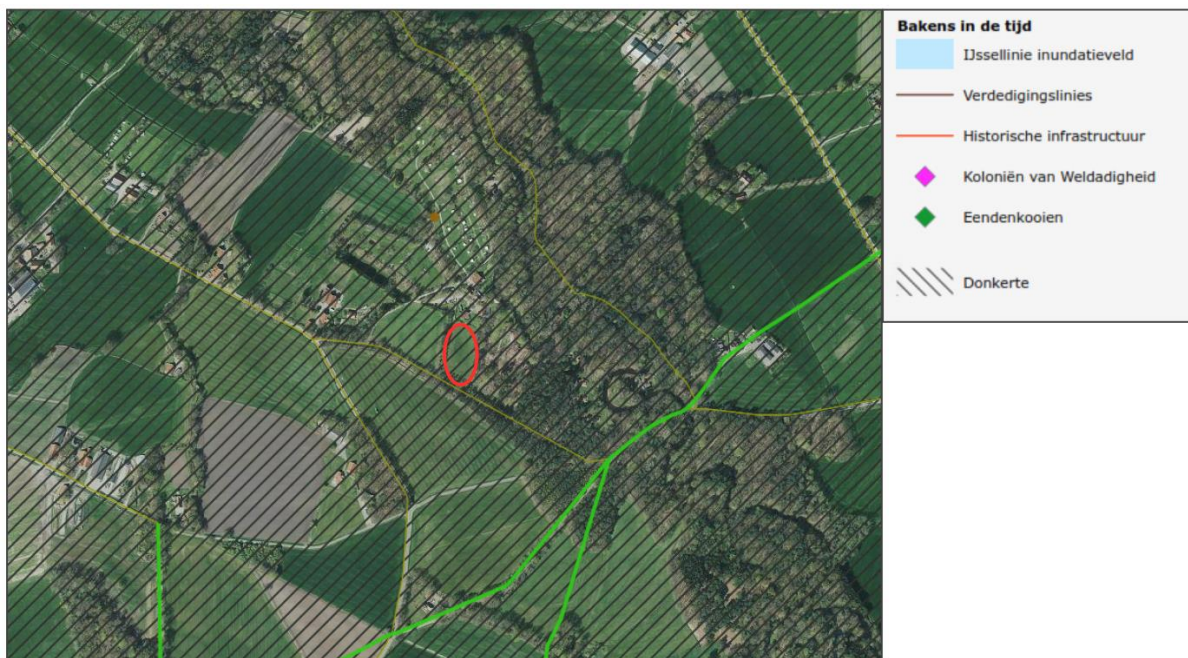 Bakens in de tijd
IJssellinie inundatieveld
Verdedigingslinies
Historische infrastructuur
Koloniën van Weldadigheid
Eendenkooien
Donkerte